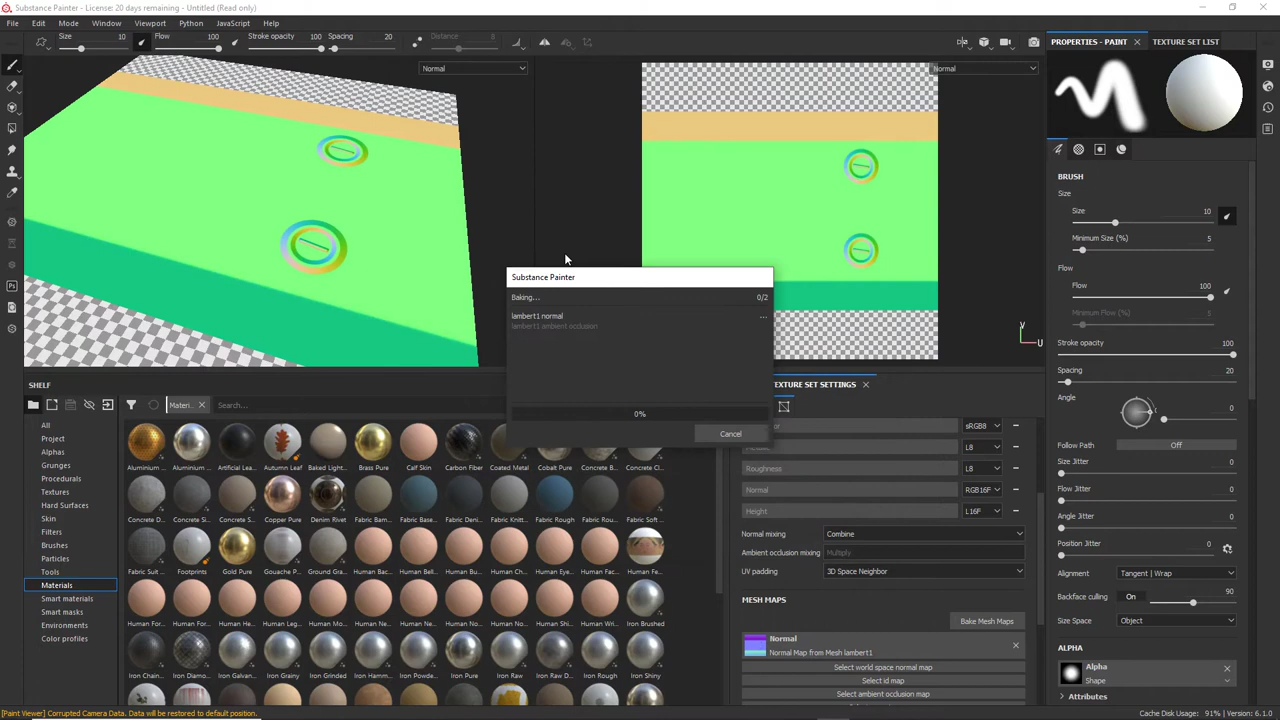 Substance Painter - License: 20 days remaining - Untitled (Read only)
File Edit Mode Window Viewport Python JavaScript Help
Size 10 Flow 100 Stroke opacity 100 Spacing 20 Distance 8
Normal
Normal
V
U
Substance Painter
Baking... 0/2
lambert1 normal ...
lambert1 ambient occlusion
0%
Cancel
SHELF
Materi...
Search...
All
Project
Alphas
Grunges
Procedurals
Textures
Hard Surfaces
Skin
Filters
Brushes
Particles
Tools
Materials
Smart materials
Smart masks
Environments
Color profiles
Aluminium ... Aluminium ... Artificial Lea... Autumn Leaf Baked Light... Brass Pure Calf Skin Carbon Fiber Coated Metal Cobalt Pure Concrete B... Concrete Cl...
Concrete D... Concrete Si... Concrete S... Copper Pure Denim Rivet Fabric Bam... Fabric Base... Fabric Deni... Fabric Knitt... Fabric Rough Fabric Rou... Fabric Soft ...
Fabric Suit ... Footprints Gold Pure Gouache P... Ground Gra... Human Bac... Human Bell... Human Bu... Human Ch... Human Eye... Human Fac... Human Fe...
Human For... Human He... Human Leg... Human Mo... Human Ne... Human No... Human No... Human No... Human Shi... Human Wri... Iron Brushed
Iron Chain... Iron Diamo... Iron Galvan... Iron Grainy Iron Grinded Iron Hamm... Iron Powde... Iron Pure Iron Raw Iron Raw D... Iron Rough Iron Shiny
TEXTURE SET SETTINGS
sRGB8
L8
Roughness L8
Normal RGB16F
Height L16F
Normal mixing Combine
Ambient occlusion mixing Multiply
UV padding 3D Space Neighbor
MESH MAPS
Bake Mesh Maps
Normal
Normal Map from Mesh lambert1
Select world space normal map
Select id map
Select ambient occlusion map
PROPERTIES - PAINT TEXTURE SET LIST
BRUSH
Size
Size 10
Minimum Size (%) 5
Flow
Flow 100
Minimum Flow (%) 5
Stroke opacity 100
Spacing 20
Angle
0
Follow Path Off
Size Jitter 0
Flow Jitter 0
Angle Jitter 0
Position Jitter 0
Alignment Tangent | Wrap
Backface culling On 90
Size Space Object
ALPHA
Alpha
Shape
Attributes
[Paint Viewer] Corrupted Camera Data. Data will be restored to default position.
Cache Disk Usage: 91% | Version: 6.1.0